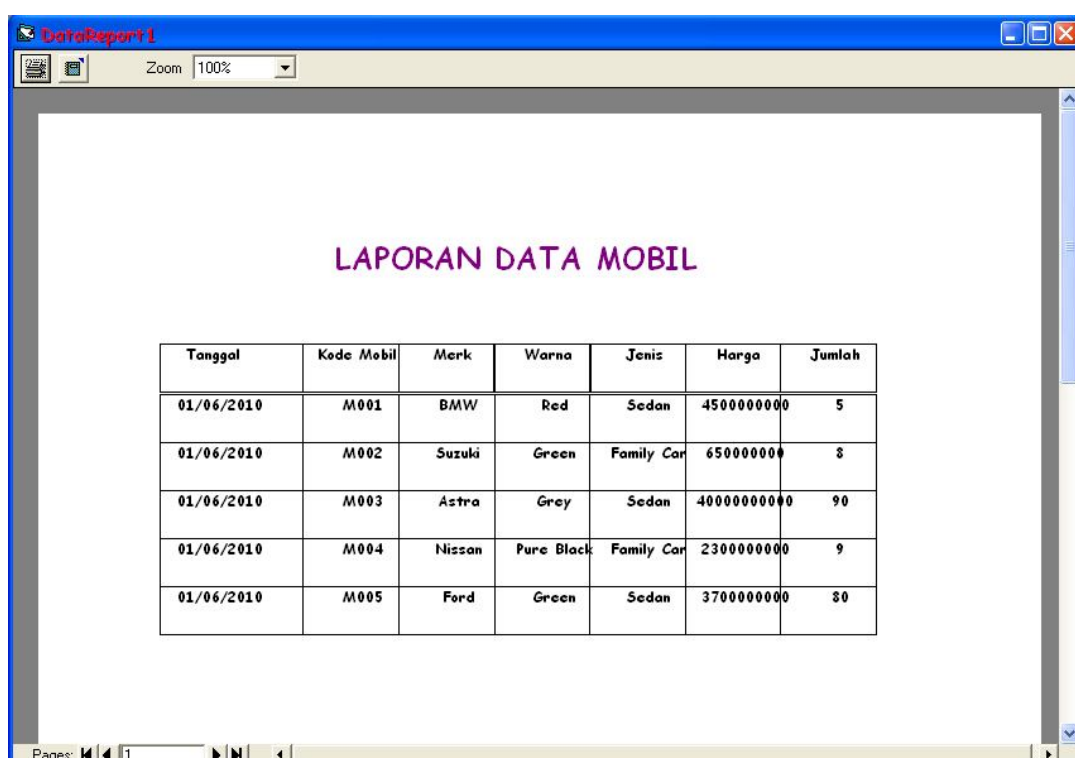 DataReport1
Zoom 100%
LAPORAN DATA MOBIL
Tanggal Kode Mobil Merk Warna Jenis Harga Jumlah
01/06/2010 M001 BMW Red Sedan 4500000000 5
01/06/2010 M002 Suzuki Green Family Car 650000000 8
01/06/2010 M003 Astra Grey Sedan 40000000000 90
01/06/2010 M004 Nissan Pure Black Family Car 2300000000 9
01/06/2010 M005 Ford Green Sedan 3700000000 80
Pages: 1